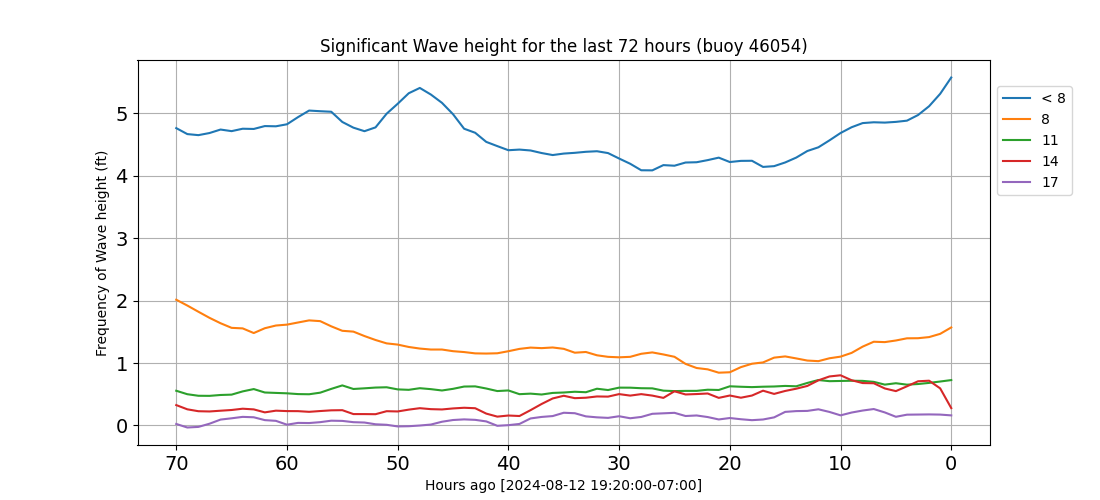 Significant Wave height for the last 72 hours (buoy 46054)
Frequency of Wave height (ft)
5
4
3
2
1
0
70 60 50 40 30 20 10 0
Hours ago [2024-08-12 19:20:00-07:00]
< 8
8
11
14
17